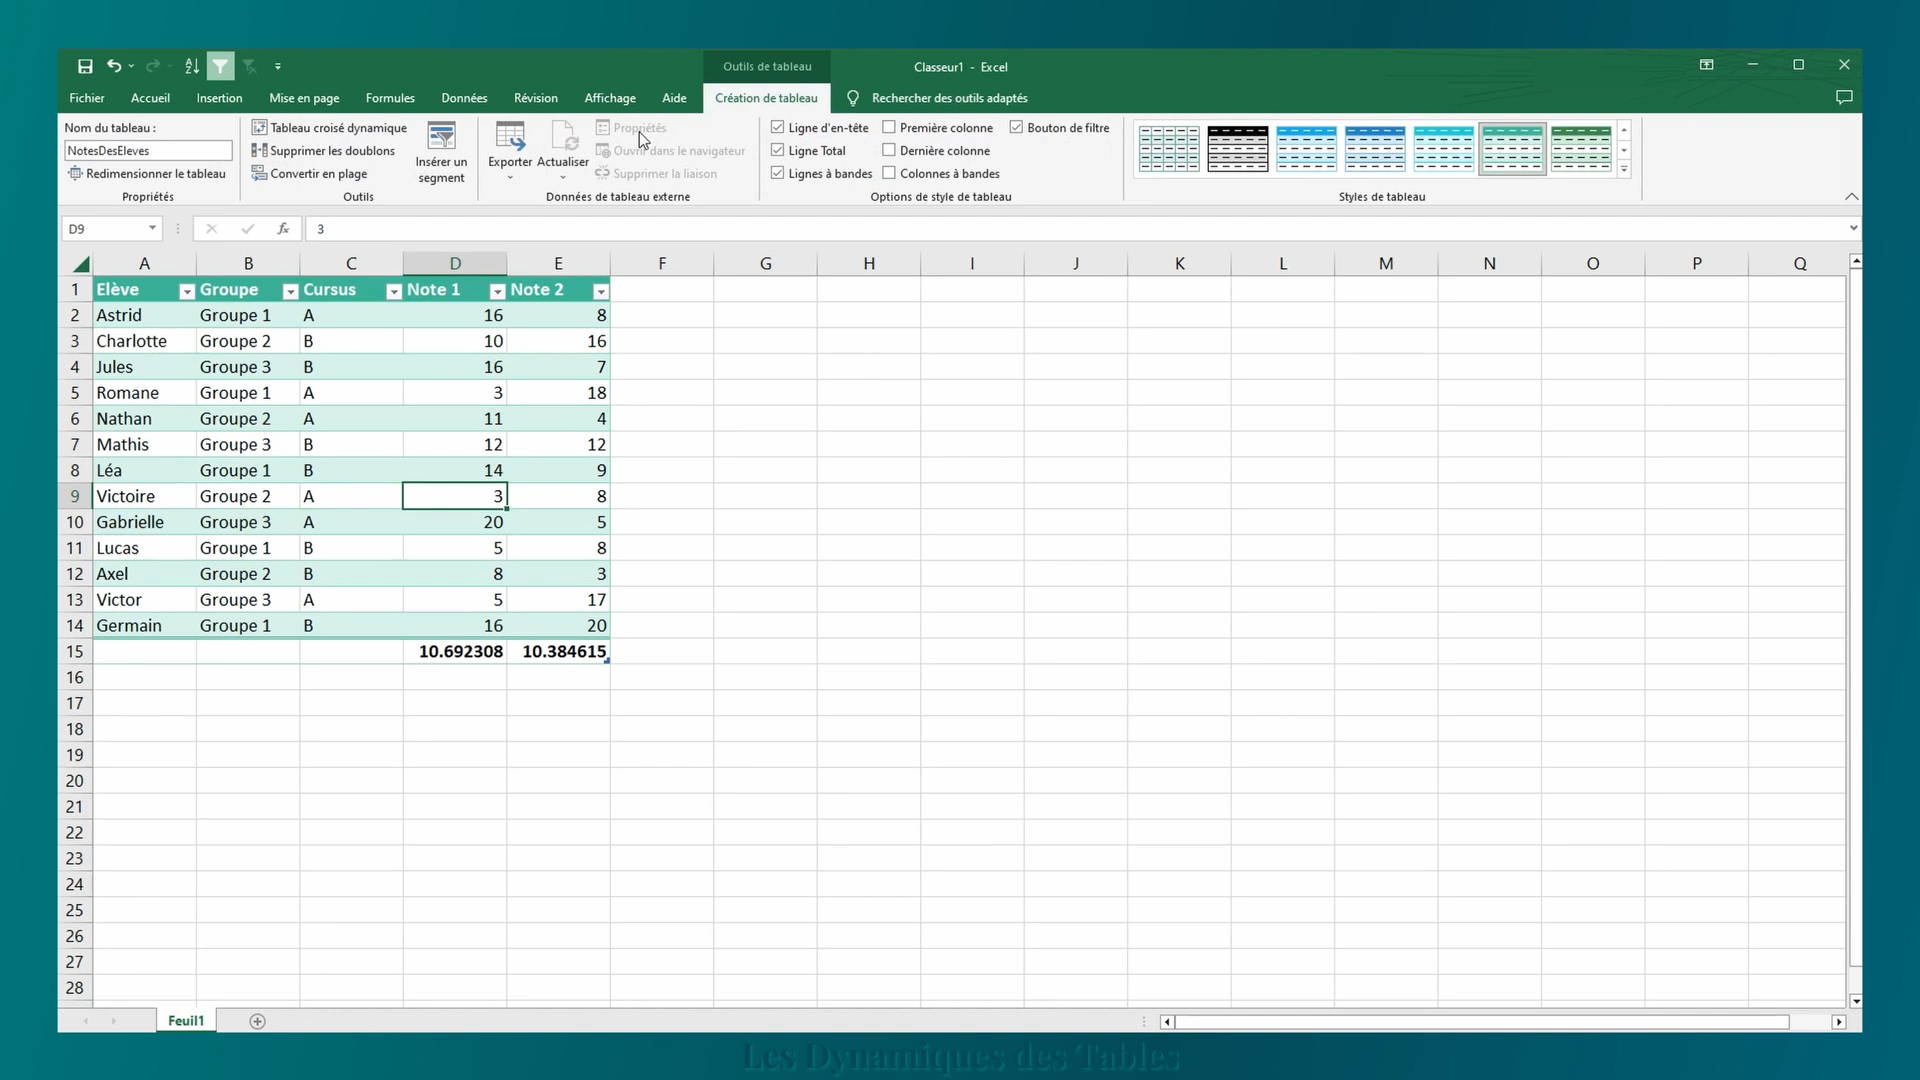 Outils de tableau
Classeur1 - Excel
Fichier Accueil Insertion Mise en page Formules Données Révision Affichage Aide Création de tableau Rechercher des outils adaptés
Nom du tableau :
NotesDesEleves
Redimensionner le tableau
Propriétés
Tableau croisé dynamique
Supprimer les doublons
Convertir en plage
Insérer un
segment
Outils
Exporter Actualiser
Propriétés
Ouvrir dans le navigateur
Supprimer la liaison
Données de tableau externe
Ligne d'en-tête Première colonne Bouton de filtre
Ligne Total Dernière colonne
Lignes à bandes Colonnes à bandes
Options de style de tableau
Styles de tableau
D9 fx 3
A B C D E F G H I J K L M N O P Q
1 Elève Groupe Cursus Note 1 Note 2
2 Astrid Groupe 1 A 16 8
3 Charlotte Groupe 2 B 10 16
4 Jules Groupe 3 B 16 7
5 Romane Groupe 1 A 3 18
6 Nathan Groupe 2 A 11 4
7 Mathis Groupe 3 B 12 12
8 Léa Groupe 1 B 14 9
9 Victoire Groupe 2 A 3 8
10 Gabrielle Groupe 3 A 20 5
11 Lucas Groupe 1 B 5 8
12 Axel Groupe 2 B 8 3
13 Victor Groupe 3 A 5 17
14 Germain Groupe 1 B 16 20
15 10.692308 10.384615
16
17
18
19
20
21
22
23
24
25
26
27
28
Feuil1
Les Dynamiques des Tables